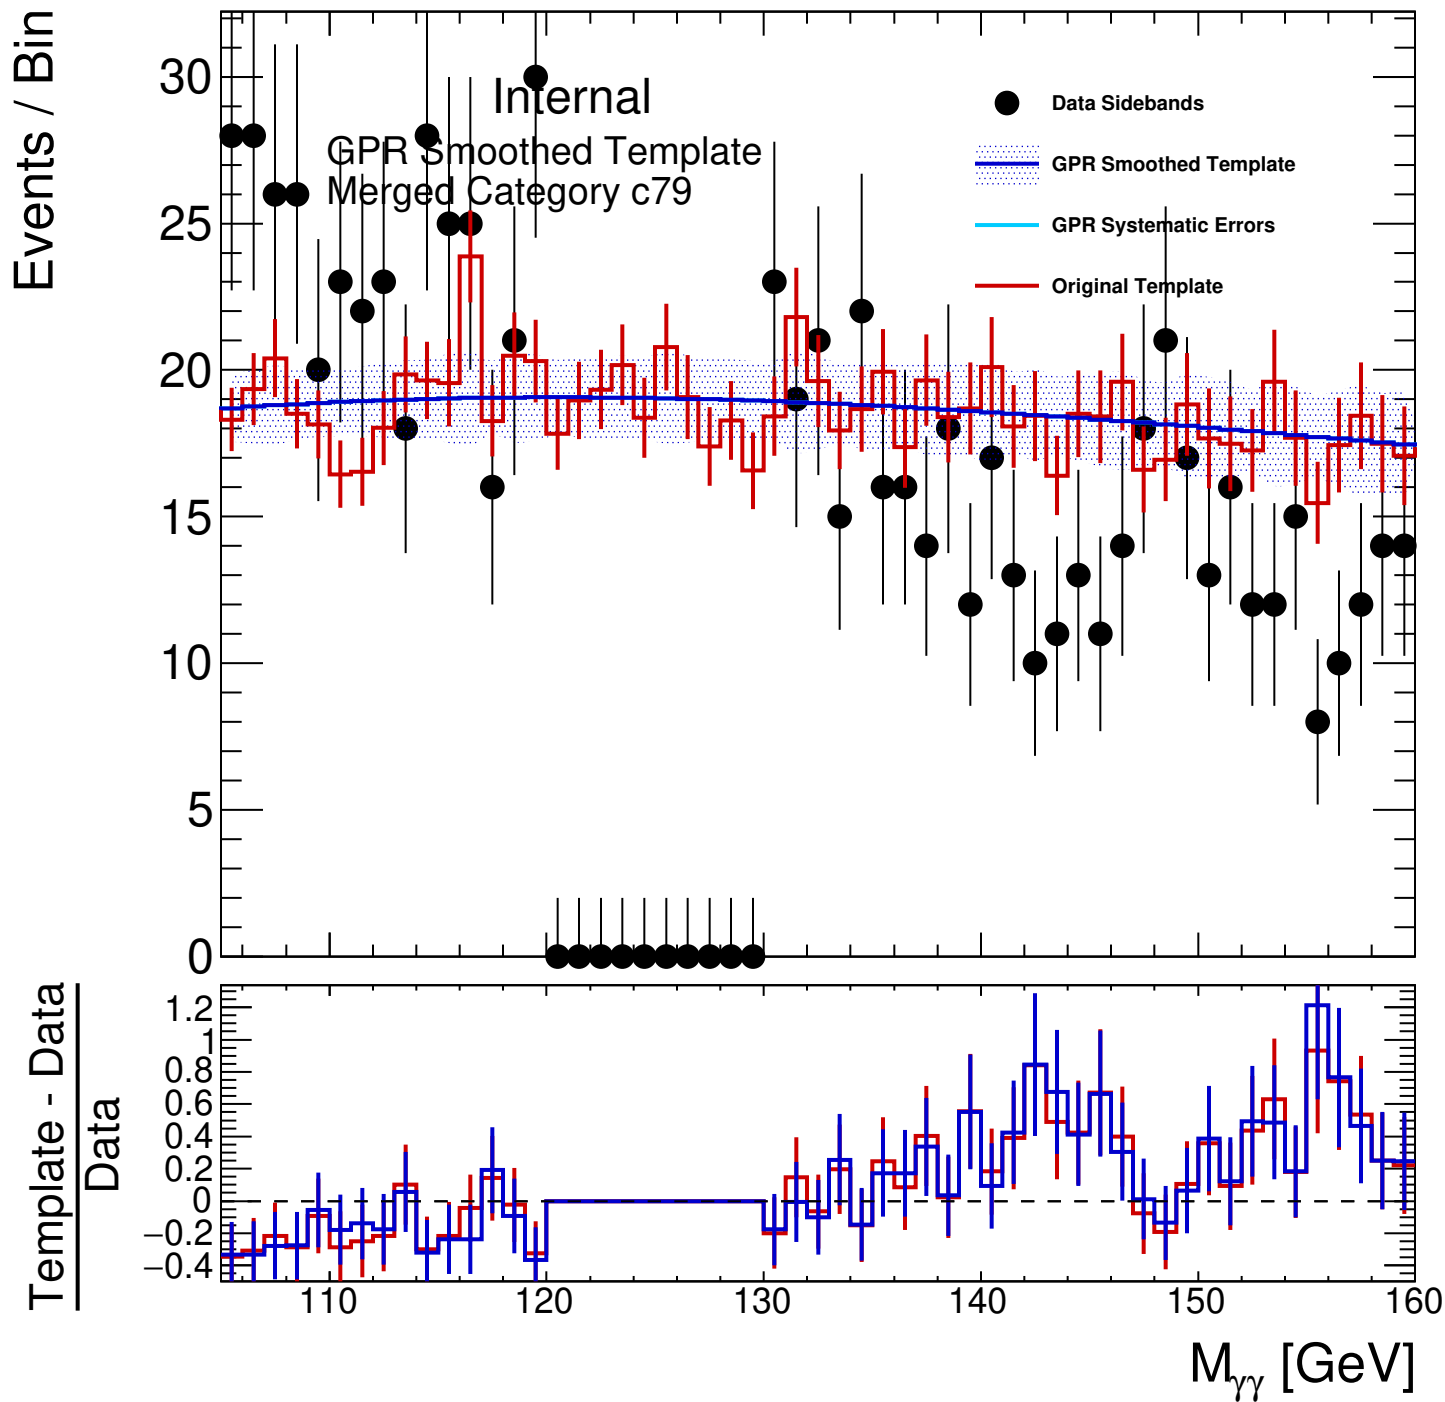 Events / Bin
30
25
20
15
10
5
0
Internal
GPR Smoothed Template
Merged Category c79
Data Sidebands
GPR Smoothed Template
GPR Systematic Errors
Original Template
Template - Data
Data
1.2
1
0.8
0.6
0.4
0.2
0
−0.2
−0.4
110 120 130 140 150 160
Mγγ [GeV]